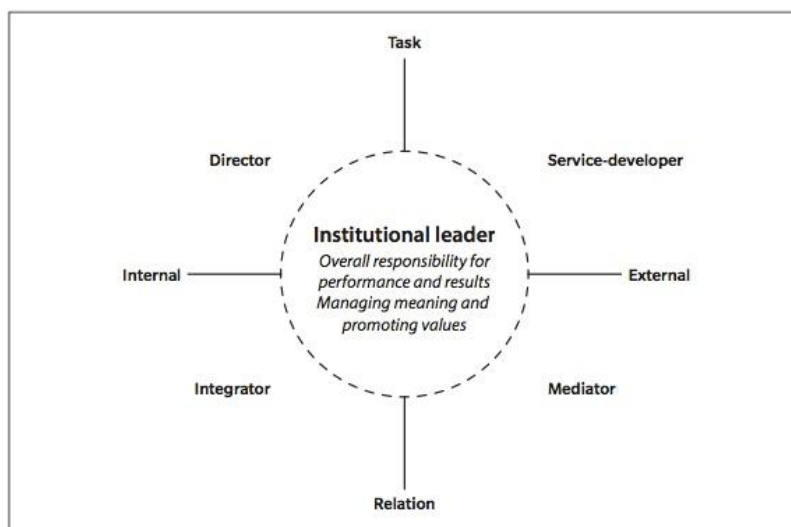 Task
Director
Service-developer
Institutional leader
Overall responsibility for
performance and results
Managing meaning and
promoting values
Internal
External
Integrator
Mediator
Relation